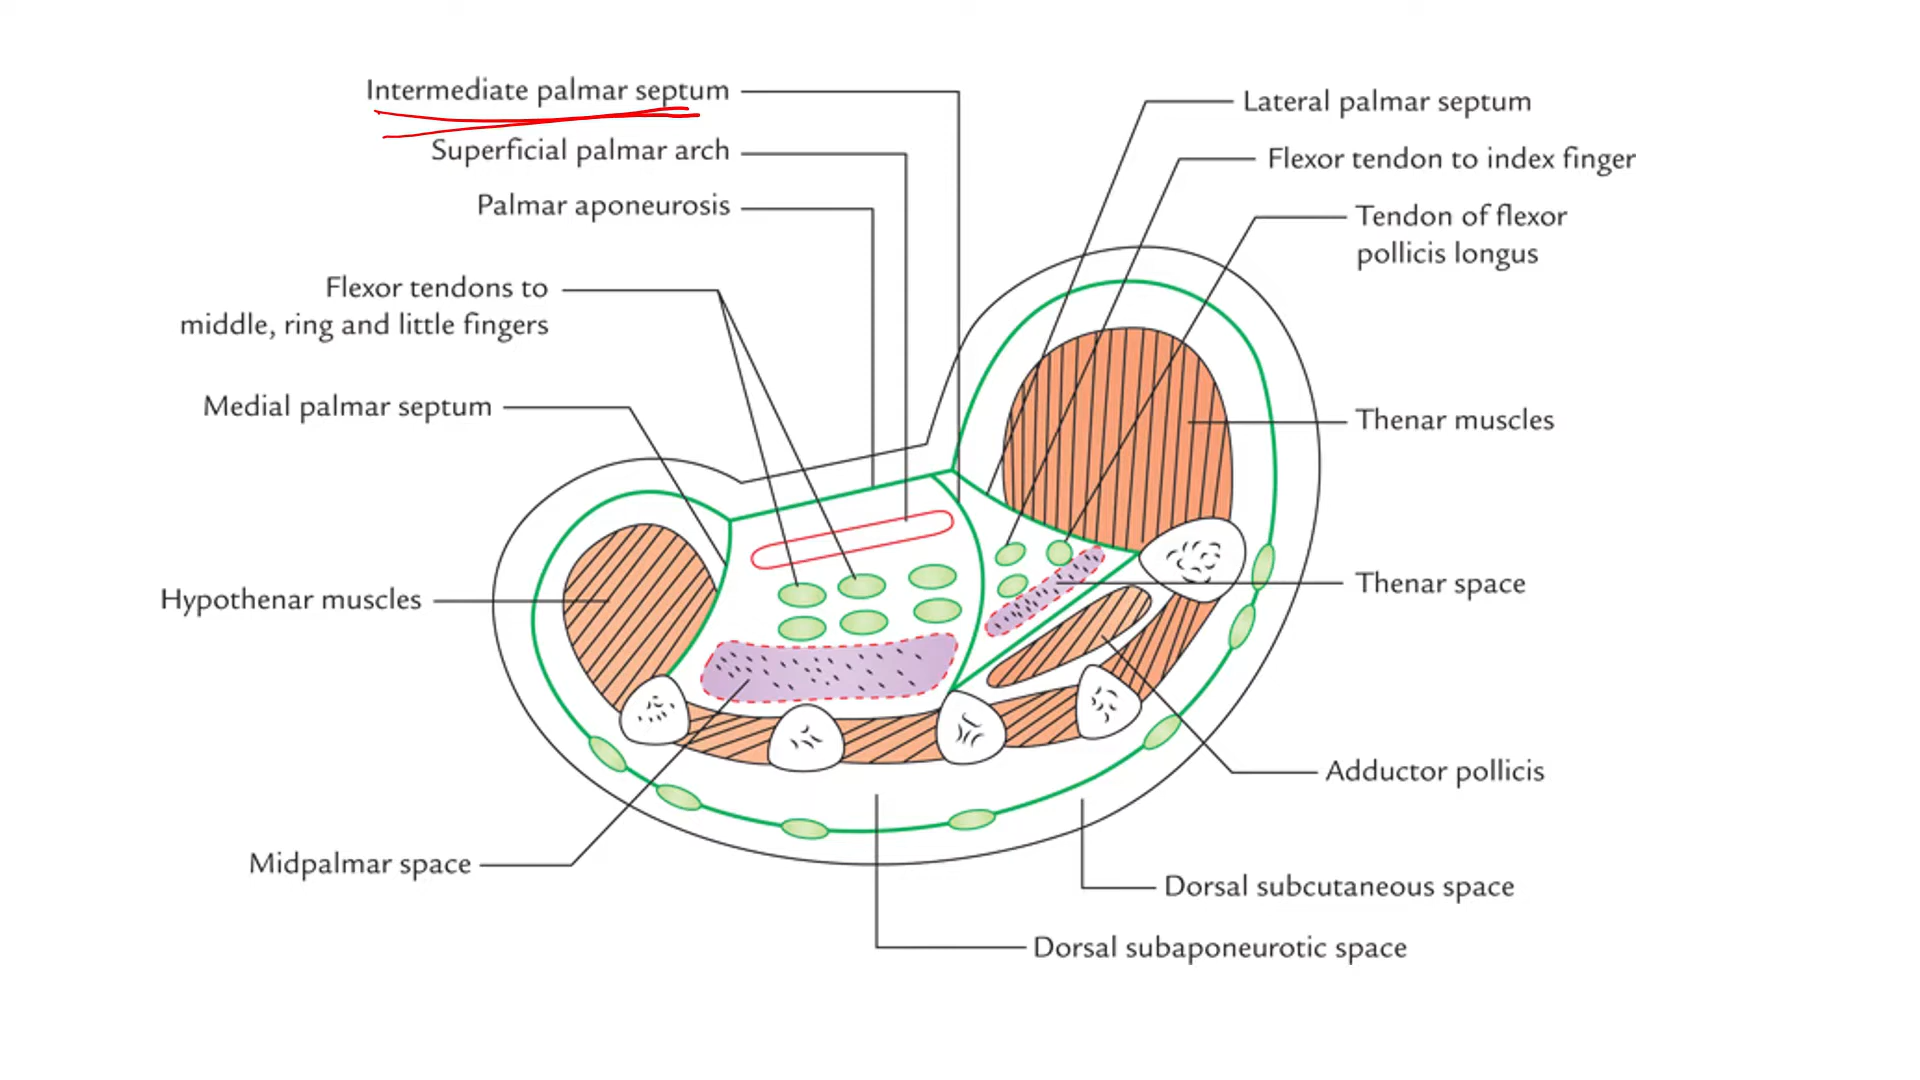 Intermediate palmar septum
Superficial palmar arch
Palmar aponeurosis
Flexor tendons to
middle, ring and little fingers
Medial palmar septum
Hypothenar muscles
Midpalmar space
Lateral palmar septum
Flexor tendon to index finger
Tendon of flexor
pollicis longus
Thenar muscles
Thenar space
Adductor pollicis
Dorsal subcutaneous space
Dorsal subaponeurotic space